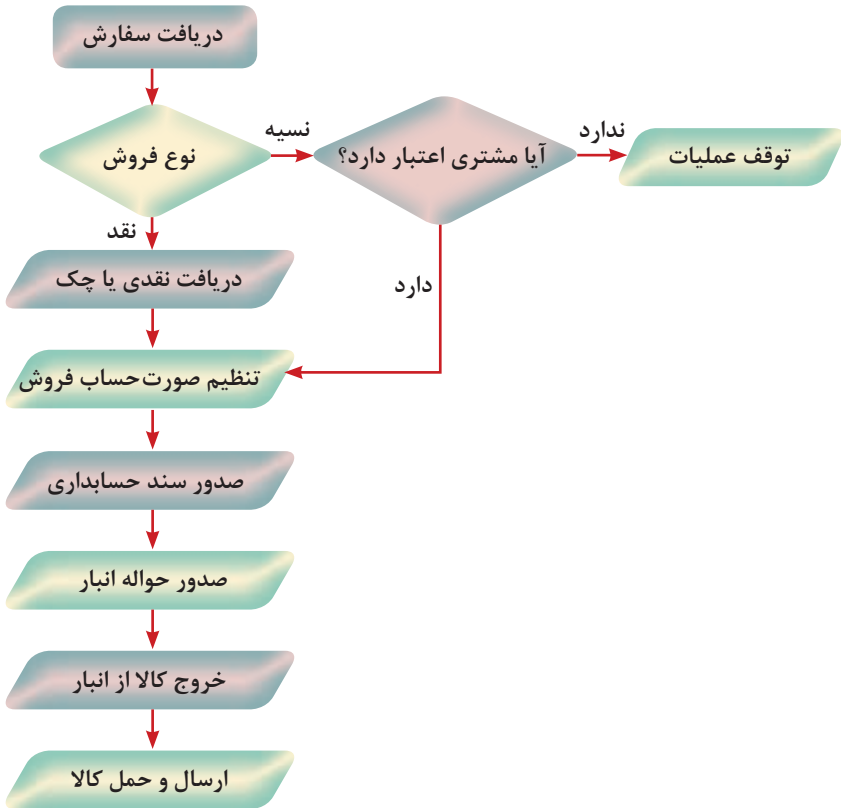 دریافت سفارش
نوع فروش
نسیه
آیا مشتری اعتبار دارد؟
ندارد
توقف عملیات
نقد
دارد
دریافت نقدی یا چک
تنظیم صورت‌حساب فروش
صدور سند حسابداری
صدور حواله انبار
خروج کالا از انبار
ارسال و حمل کالا